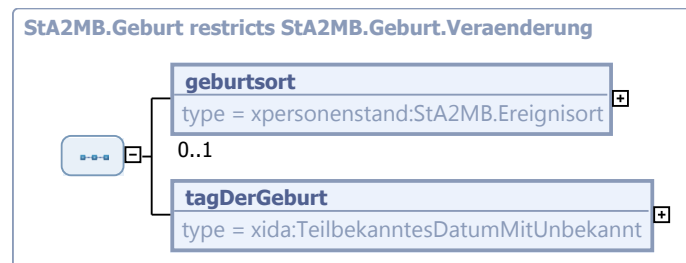 StA2MB.Geburt restricts StA2MB.Geburt.Veraenderung
geburtsort
type = xpersonenstand:StA2MB.Ereignisort
0..1
tagDerGeburt
type = xida:TeilbekanntesDatumMitUnbekannt